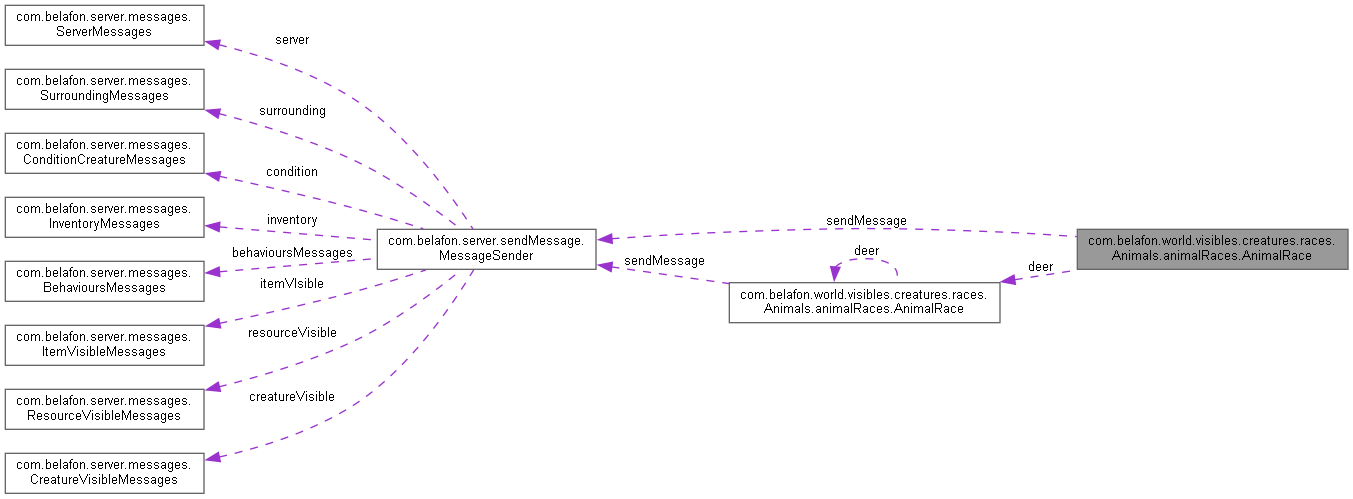 com.belafon.server.messages.
ServerMessages
server
com.belafon.server.messages.
SurroundingMessages
surrounding
com.belafon.server.messages.
ConditionCreatureMessages
condition
com.belafon.server.messages.
InventoryMessages
inventory
com.belafon.server.messages.
BehavioursMessages
behavioursMessages
com.belafon.server.messages.
ItemVisibleMessages
itemVIsible
com.belafon.server.messages.
ResourceVisibleMessages
resourceVisible
com.belafon.server.messages.
CreatureVisibleMessages
creatureVisible
com.belafon.server.sendMessage.
MessageSender
sendMessage
sendMessage
deer
com.belafon.world.visibles.creatures.races.
Animals.animalRaces.AnimalRace
deer
com.belafon.world.visibles.creatures.races.
Animals.animalRaces.AnimalRace